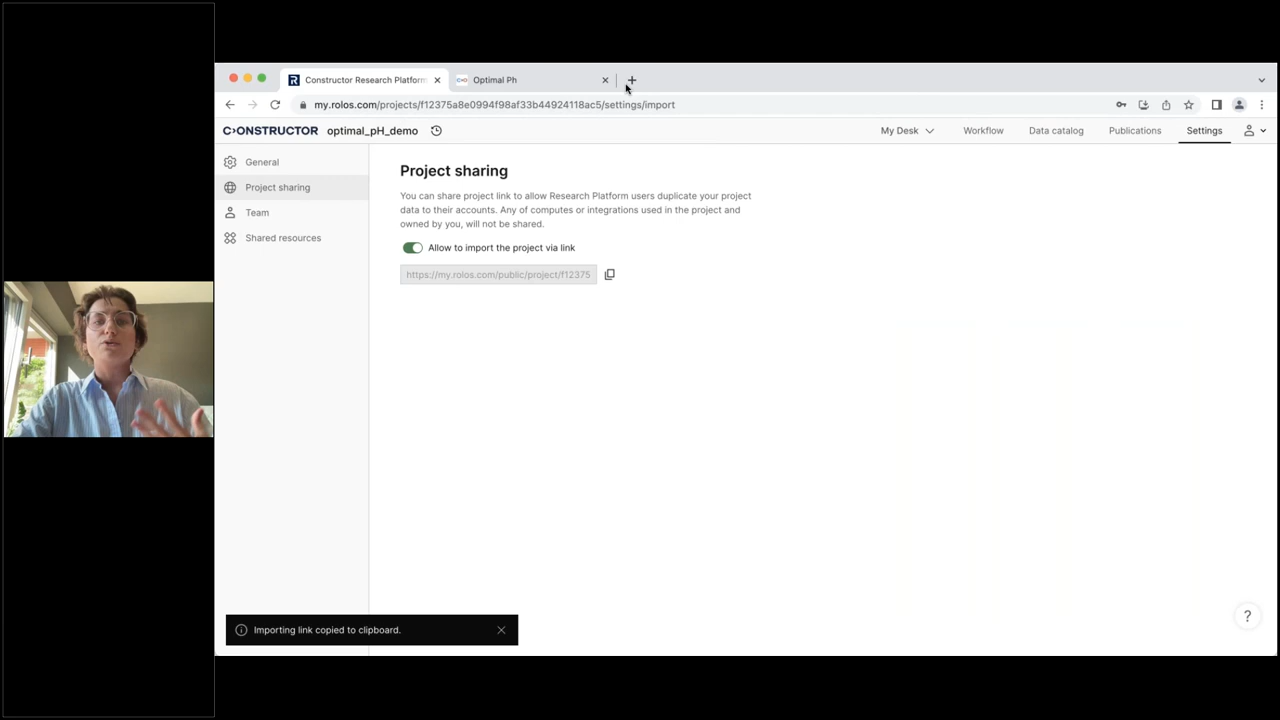 Constructor Research Platform
Optimal Ph
my.rolos.com/projects/f12375a8e0994f98af33b44924118ac5/settings/import
CONSTRUCTOR
optimal_pH_demo
My Desk
Workflow
Data catalog
Publications
Settings
General
Project sharing
Team
Shared resources
Project sharing
You can share project link to allow Research Platform users duplicate your project
data to their accounts. Any of computes or integrations used in the project and
owned by you, will not be shared.
Allow to import the project via link
https://my.rolos.com/public/project/f12375
Importing link copied to clipboard.
?